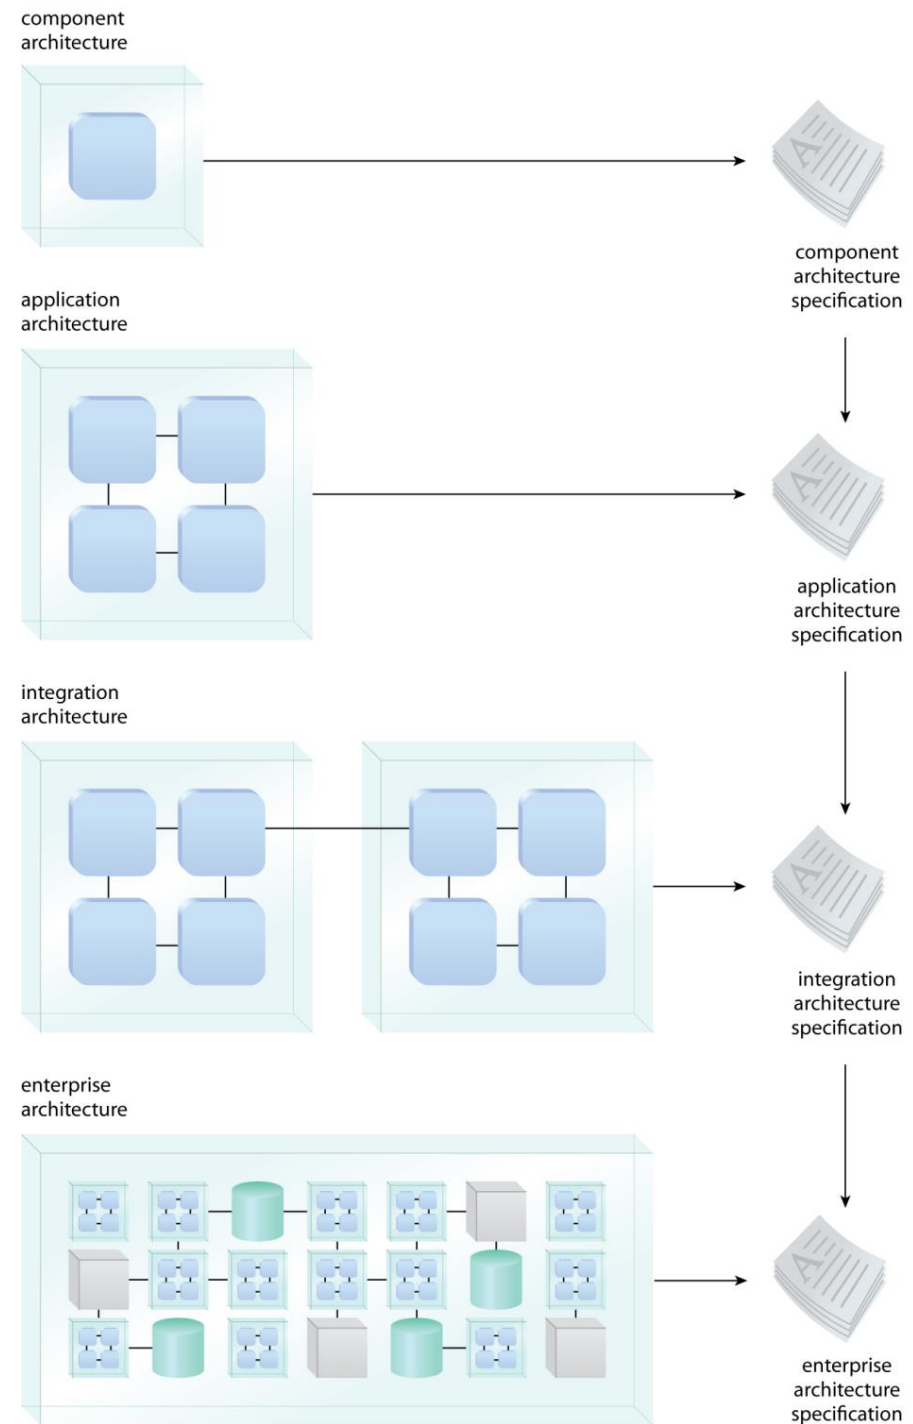 component
architecture
component
architecture
specification
application
architecture
application
architecture
specification
integration
architecture
integration
architecture
specification
enterprise
architecture
enterprise
architecture
specification